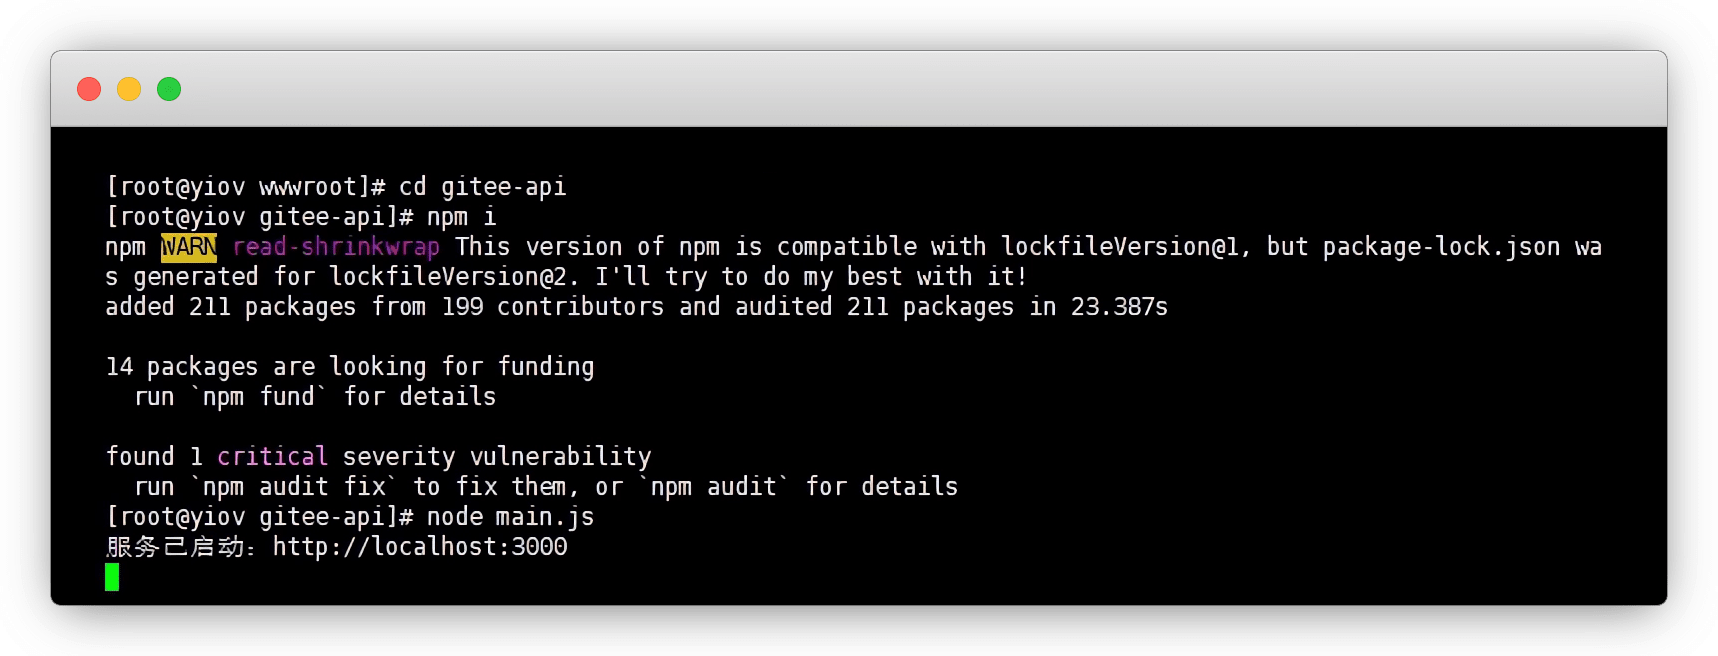 [root@yiov wwwroot]# cd gitee-api
[root@yiov gitee-api]# npm i
npm WARN read-shrinkwrap This version of npm is compatible with lockfileVersion@1, but package-lock.json wa
s generated for lockfileVersion@2. I'll try to do my best with it!
added 211 packages from 199 contributors and audited 211 packages in 23.387s
14 packages are looking for funding
  run `npm fund` for details
found 1 critical severity vulnerability
  run `npm audit fix` to fix them, or `npm audit` for details
[root@yiov gitee-api]# node main.js
服务已启动：http://localhost:3000